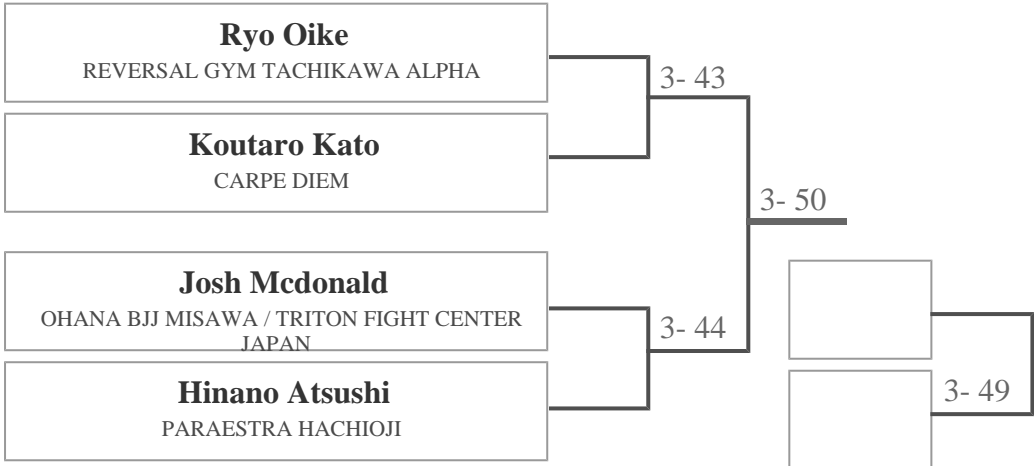 Ryo Oike
REVERSAL GYM TACHIKAWA ALPHA
3- 43
Koutaro Kato
CARPE DIEM
3- 50
Josh Mcdonald
OHANA BJJ MISAWA / TRITON FIGHT CENTER
JAPAN
3- 44
Hinano Atsushi
PARAESTRA HACHIOJI
3- 49